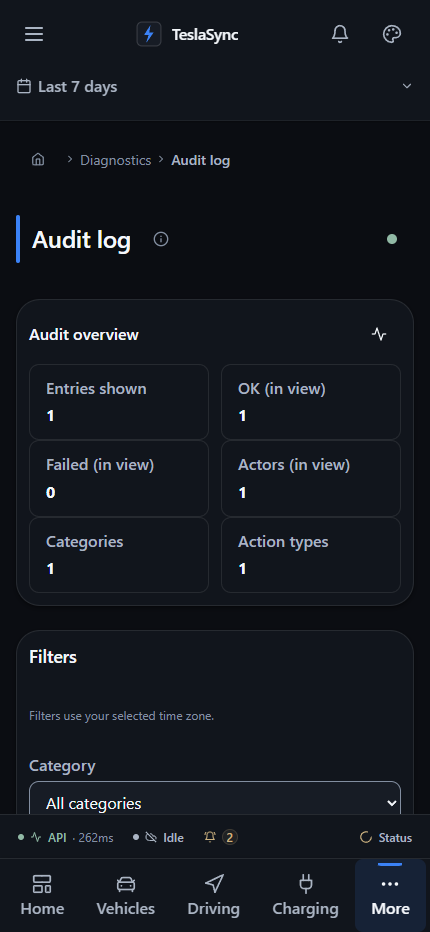 TeslaSync
Last 7 days
Diagnostics Audit log
Audit log
Audit overview
Entries shown
1
OK (in view)
1
Failed (in view)
0
Actors (in view)
1
Categories
1
Action types
1
Filters
Filters use your selected time zone.
Category
All categories
API · 262ms Idle 2 Status
Home Vehicles Driving Charging More